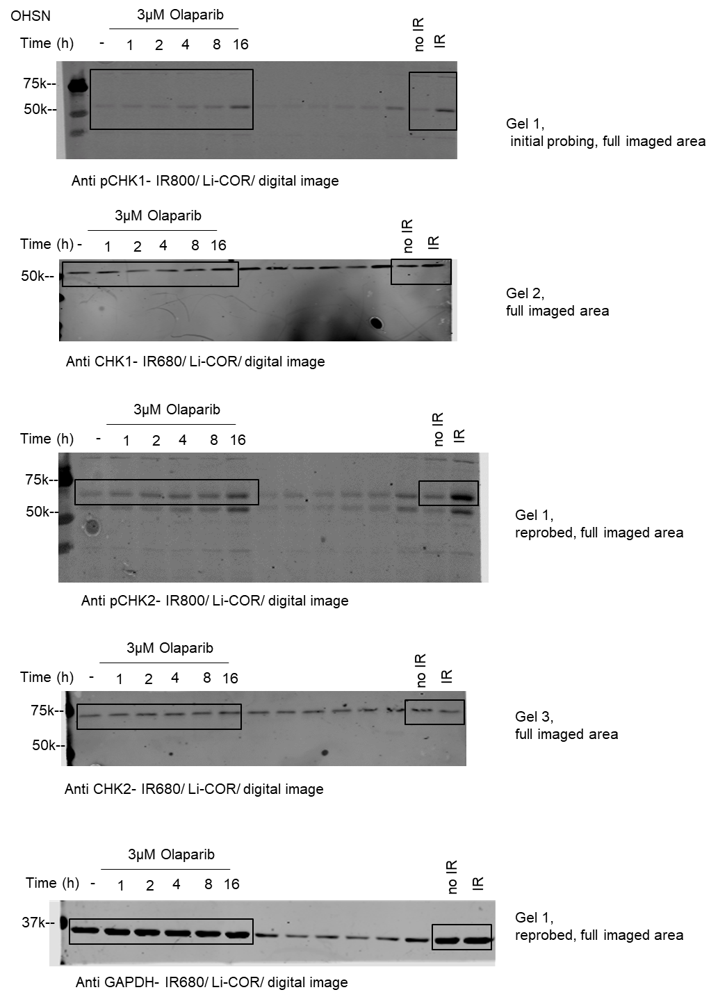 OHSN
3µM Olaparib
Time (h) - 1 2 4 8 16 no IR IR
75k--
50k--
Gel 1,
initial probing, full imaged area
Anti pCHK1- IR800/ Li-COR/ digital image
3µM Olaparib
Time (h) - 1 2 4 8 16 no IR IR
50k--
Gel 2,
full imaged area
Anti CHK1- IR680/ Li-COR/ digital image
3µM Olaparib
Time (h) - 1 2 4 8 16 no IR IR
75k--
50k--
Gel 1,
reprobed, full imaged area
Anti pCHK2- IR800/ Li-COR/ digital image
3µM Olaparib
Time (h) - 1 2 4 8 16 no IR IR
75k--
50k--
Gel 3,
full imaged area
Anti CHK2- IR680/ Li-COR/ digital image
3µM Olaparib
Time (h) - 1 2 4 8 16 no IR IR
37k--
Gel 1,
reprobed, full imaged area
Anti GAPDH- IR680/ Li-COR/ digital image